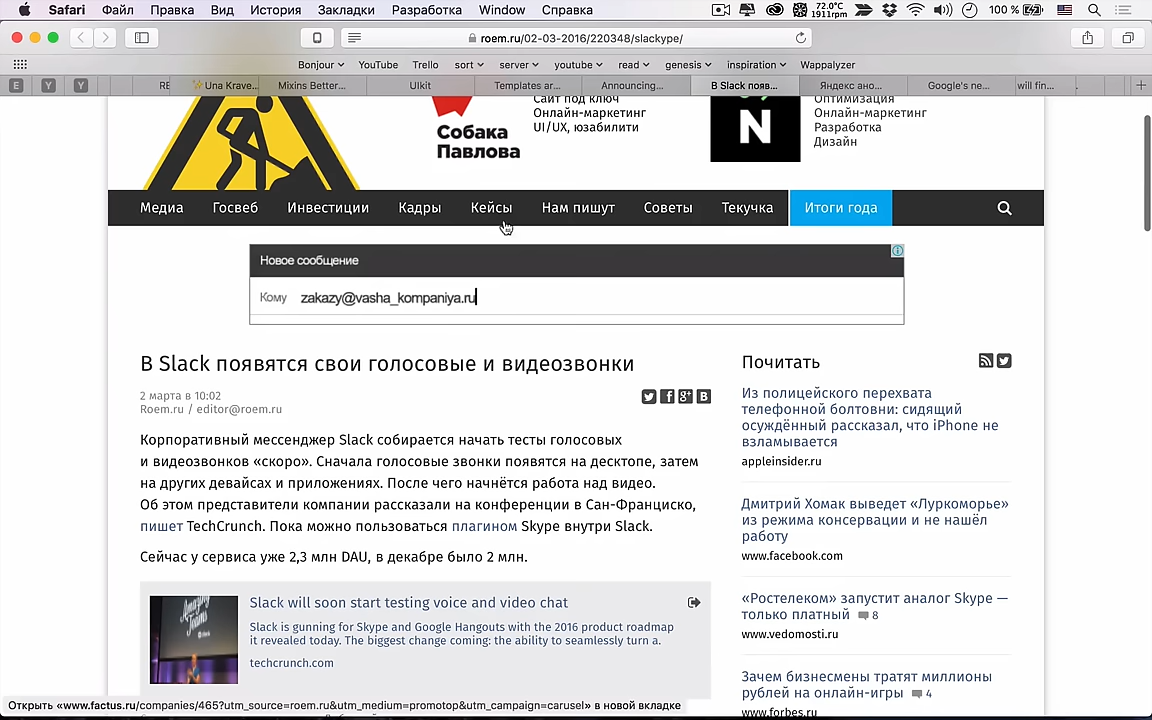 Safari Файл Правка Вид История Закладки Разработка Window Справка 72.0°C 1911rpm 100 %
roem.ru/02-03-2016/220348/slackype/
Bonjour YouTube Trello sort server youtube read genesis inspiration Wappalyzer
E Y Y RE Una Krave... Mixins Better... UIkit Templates ar... Announcing... В Slack появ... Яндекс ано... Google's ne... will fin...
Собака Павлова
Сайт под ключ
Онлайн-маркетинг
UI/UX, юзабилити
N
Оптимизация
Онлайн-маркетинг
Разработка
Дизайн
Медиа Госвеб Инвестиции Кадры Кейсы Нам пишут Советы Текучка Итоги года
Новое сообщение
Кому zakazy@vasha_kompaniya.ru
В Slack появятся свои голосовые и видеозвонки
2 марта в 10:02
Roem.ru / editor@roem.ru
Корпоративный мессенджер Slack собирается начать тесты голосовых
и видеозвонков «скоро». Сначала голосовые звонки появятся на десктопе, затем
на других девайсах и приложениях. После чего начнётся работа над видео.
Об этом представители компании рассказали на конференции в Сан-Франциско,
пишет TechCrunch. Пока можно пользоваться плагином Skype внутри Slack.
Сейчас у сервиса уже 2,3 млн DAU, в декабре было 2 млн.
Slack will soon start testing voice and video chat
Slack is gunning for Skype and Google Hangouts with the 2016 product roadmap
it revealed today. The biggest change coming: the ability to seamlessly turn a.
techcrunch.com
Почитать
Из полицейского перехвата
телефонной болтовни: сидящий
осуждённый рассказал, что iPhone не
взламывается
appleinsider.ru
Дмитрий Хомак выведет «Луркоморье»
из режима консервации и не нашёл
работу
www.facebook.com
«Ростелеком» запустит аналог Skype —
только платный 8
www.vedomosti.ru
Зачем бизнесмены тратят миллионы
рублей на онлайн-игры 4
www.forbes.ru
Открыть «www.factus.ru/companies/465?utm_source=roem.ru&utm_medium=promotop&utm_campaign=carusel» в новой вкладке